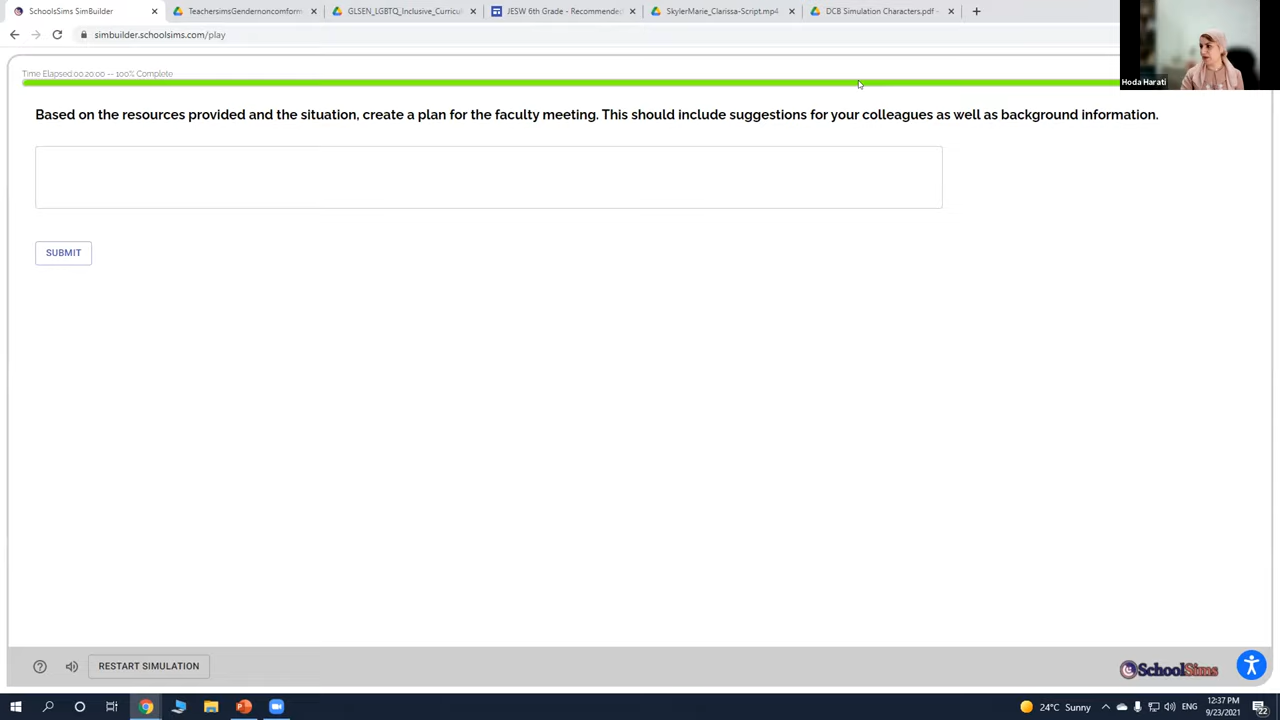 SchoolsSims SimBuilder
TeachersimsGendernoncomform
GLSEN_LGBTQ_Inclusive_Curricu
JESW 6th Grade - Recommende
SkylerMarie_Clarissa-Script.mp4
DCB Simulation Characters.pdf -
simbuilder.schoolsims.com/play
Hoda Harati
Time Elapsed:00:20:00 -- 100% Complete
Based on the resources provided and the situation, create a plan for the faculty meeting. This should include suggestions for your colleagues as well as background information.
SUBMIT
RESTART SIMULATION
SchoolSims
24°C Sunny
ENG
12:37 PM
9/23/2021
22